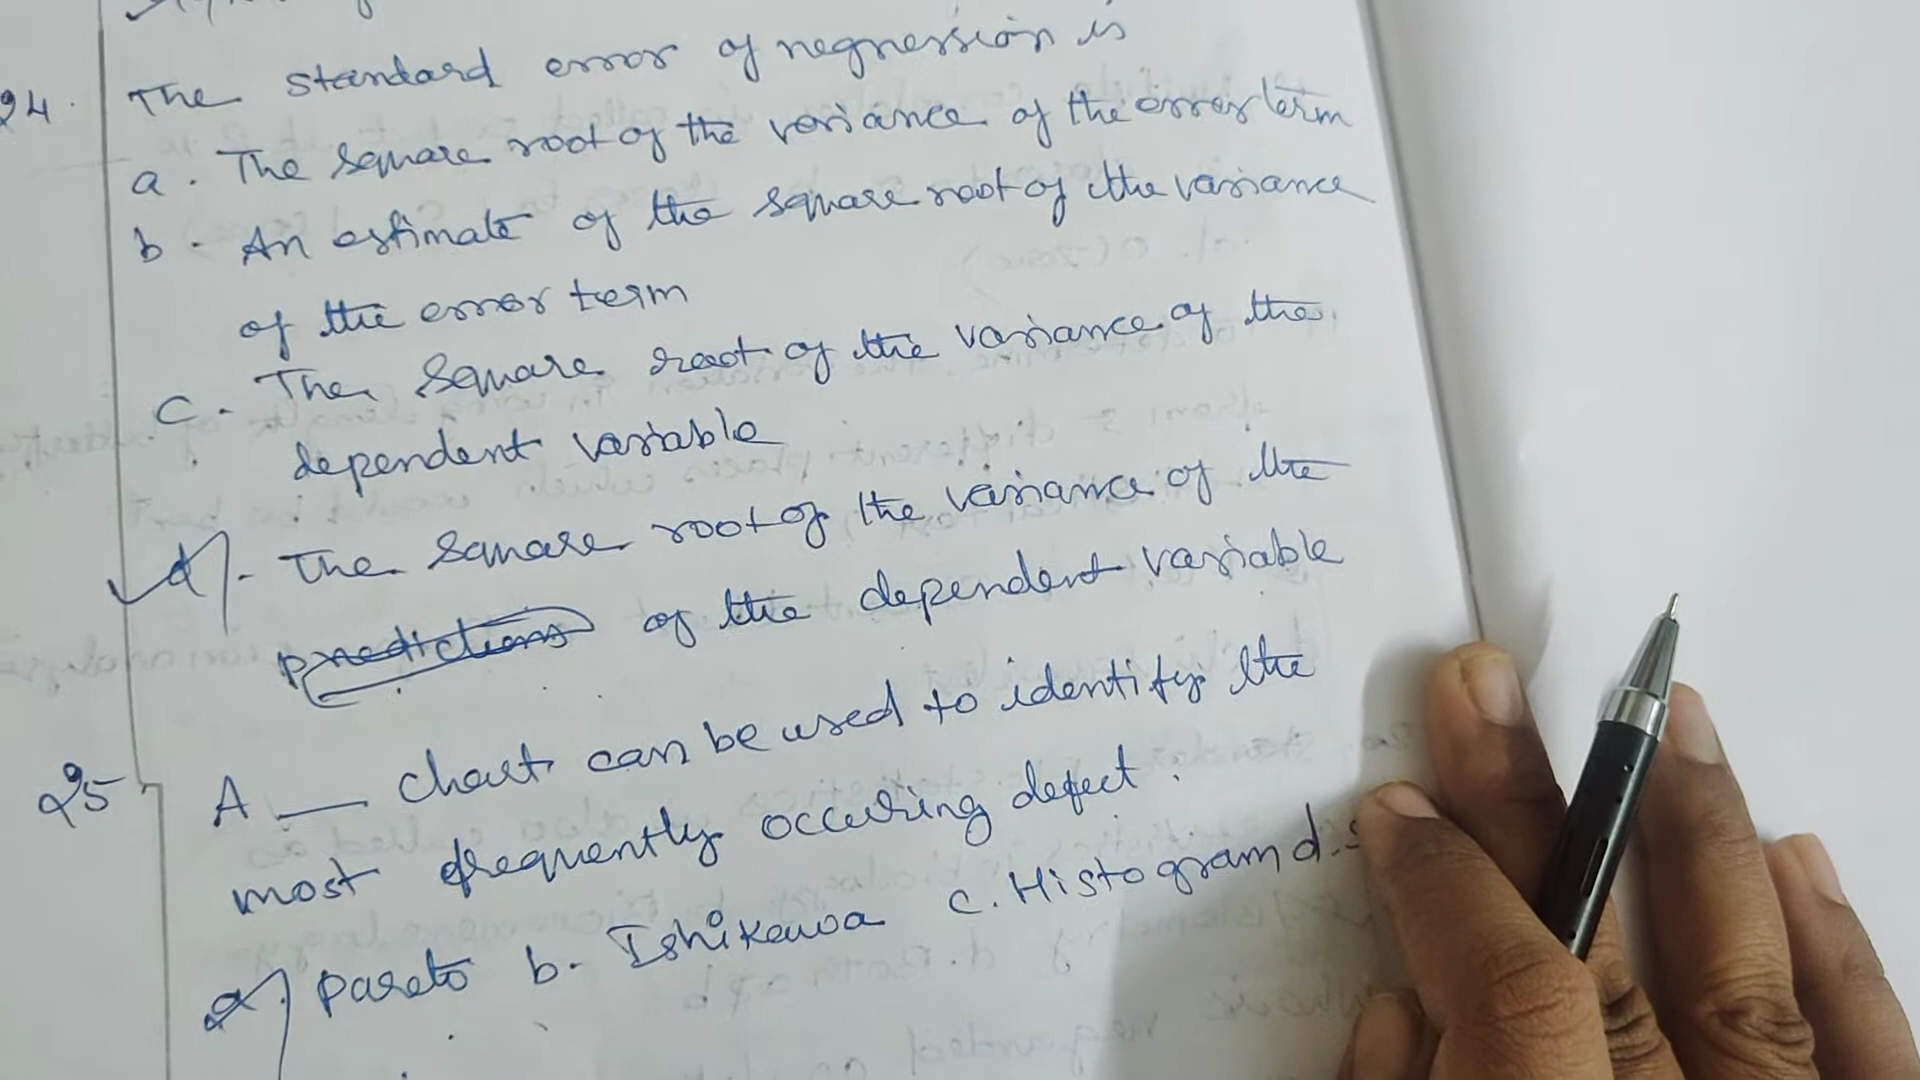 24. The standard error of regression is
a. The square root of the variance of the error term
b. An estimate of the square root of the variance
of the error term
c. The square root of the variance of the
dependent variable
d. The square root of the variance of the
predictions of the dependent variable
25 A __ chart can be used to identify the
most frequently occuring defect.
a) pareto b. Ishikawa c. Histogram d. s